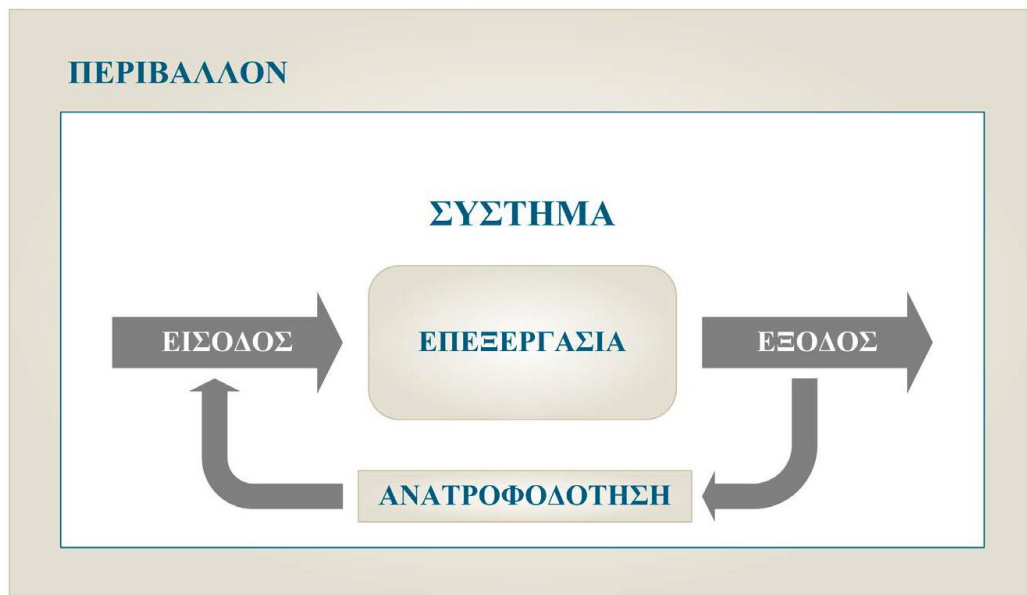 ΠΕΡΙΒΑΛΛΟΝ
ΣΥΣΤΗΜΑ
ΕΙΣΟΔΟΣ
ΕΠΕΞΕΡΓΑΣΙΑ
ΕΞΟΔΟΣ
ΑΝΑΤΡΟΦΟΔΟΤΗΣΗ